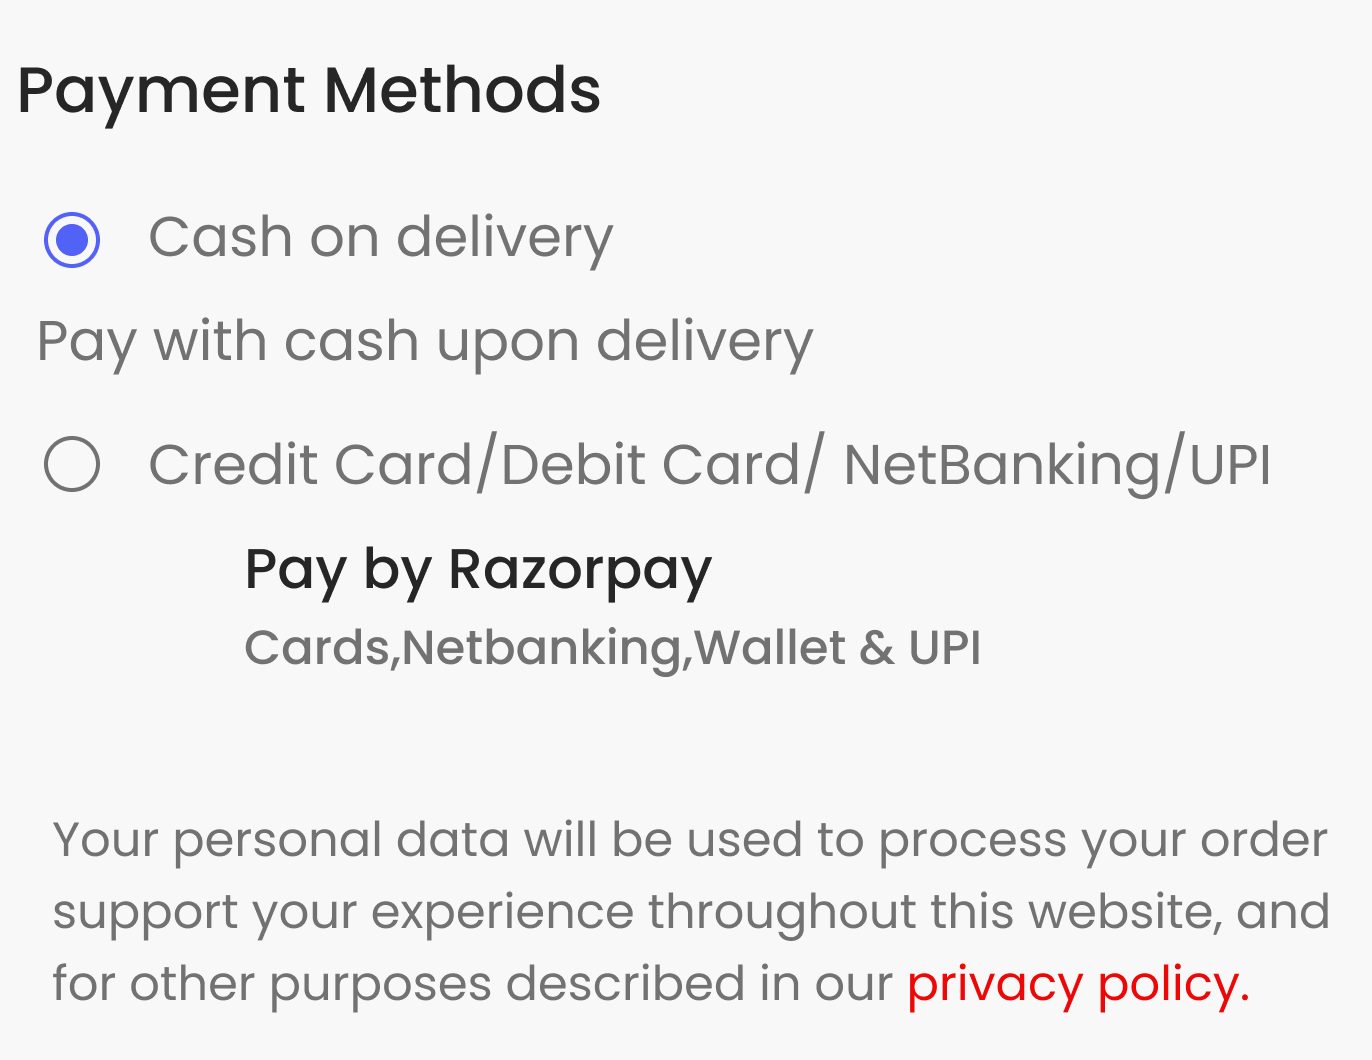 Payment Methods
Cash on delivery
Pay with cash upon delivery
Credit Card/Debit Card/ NetBanking/UPI
Pay by Razorpay
Cards,Netbanking,Wallet & UPI
Your personal data will be used to process your order
support your experience throughout this website, and
for other purposes described in our privacy policy.